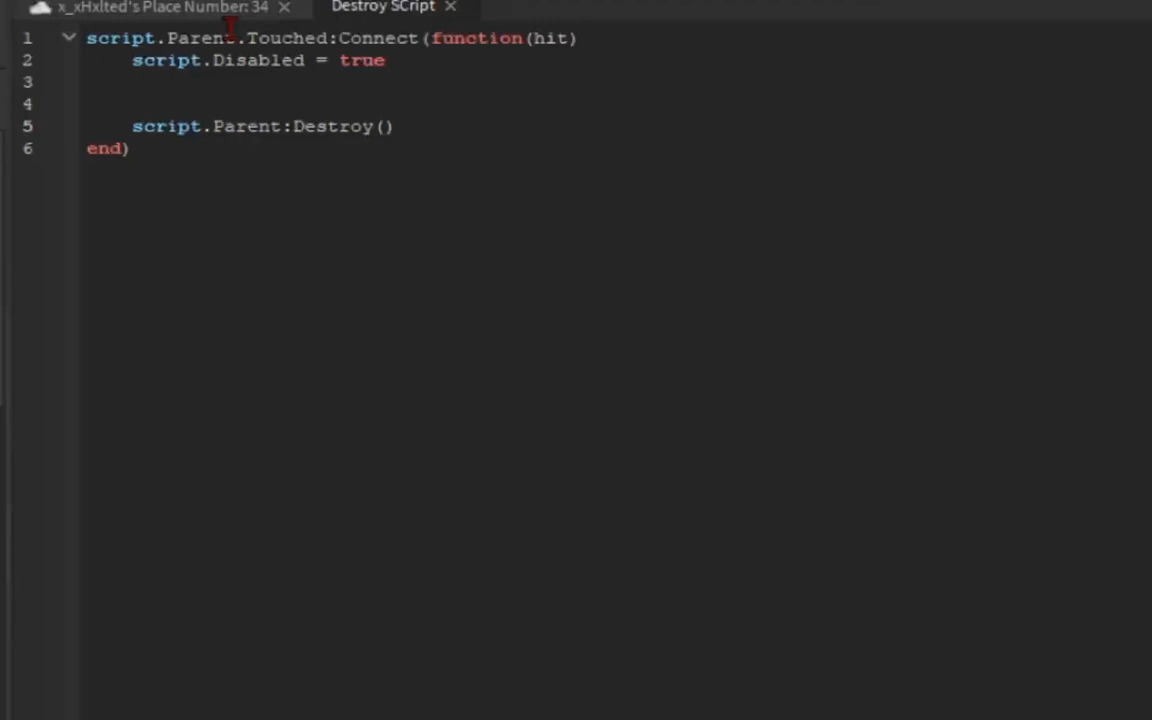 x_xHxlted's Place Number: 34 × Destroy SCript ×
1 script.Parent.Touched:Connect(function(hit)
2 script.Disabled = true
3
4
5 script.Parent:Destroy()
6 end)